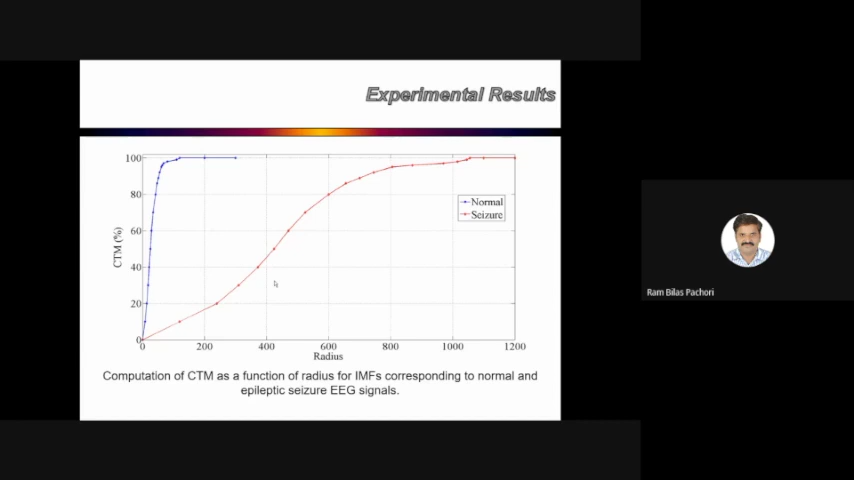 Experimental Results
100
80
60
40
20
0
CTM (%)
Normal
Seizure
0 200 400 600 800 1000 1200
Radius
Computation of CTM as a function of radius for IMFs corresponding to normal and
epileptic seizure EEG signals.
Ram Bilas Pachori